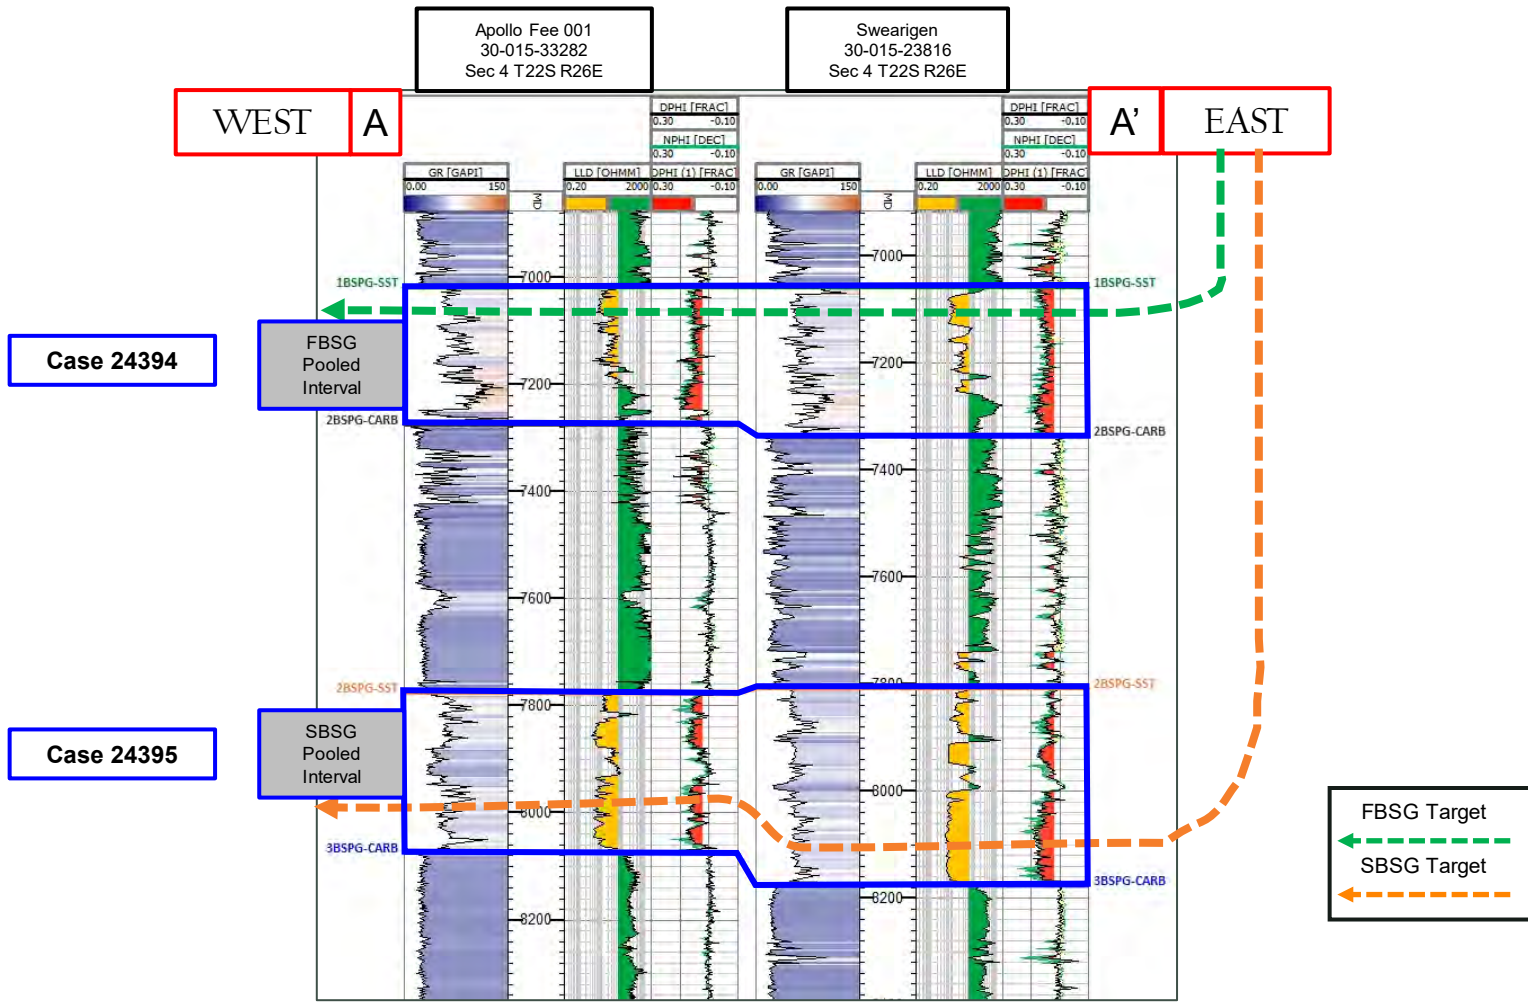 Apollo Fee 001
30-015-33282
Sec 4 T22S R26E
Swearigen
30-015-23816
Sec 4 T22S R26E
WEST
A
A'
EAST
DPHI [FRAC]
0.30 -0.10
NPHI [DEC]
0.30 -0.10
GR [GAPI]
0.00 150
MD
LLD [OHMM]
0.20 2000
DPHI (1) [FRAC]
0.30 -0.10
DPHI [FRAC]
0.30 -0.10
NPHI [DEC]
0.30 -0.10
GR [GAPI]
0.00 150
MD
LLD [OHMM]
0.20 2000
DPHI (1) [FRAC]
0.30 -0.10
1BSPG-SST
7000
7000
1BSPG-SST
Case 24394
FBSG
Pooled
Interval
7200
7200
2BSPG-CARB
2BSPG-CARB
7400
7400
7600
7600
2BSPG-SST
7800
7800
2BSPG-SST
Case 24395
SBSG
Pooled
Interval
8000
8000
3BSPG-CARB
3BSPG-CARB
8200
8200
FBSG Target
SBSG Target